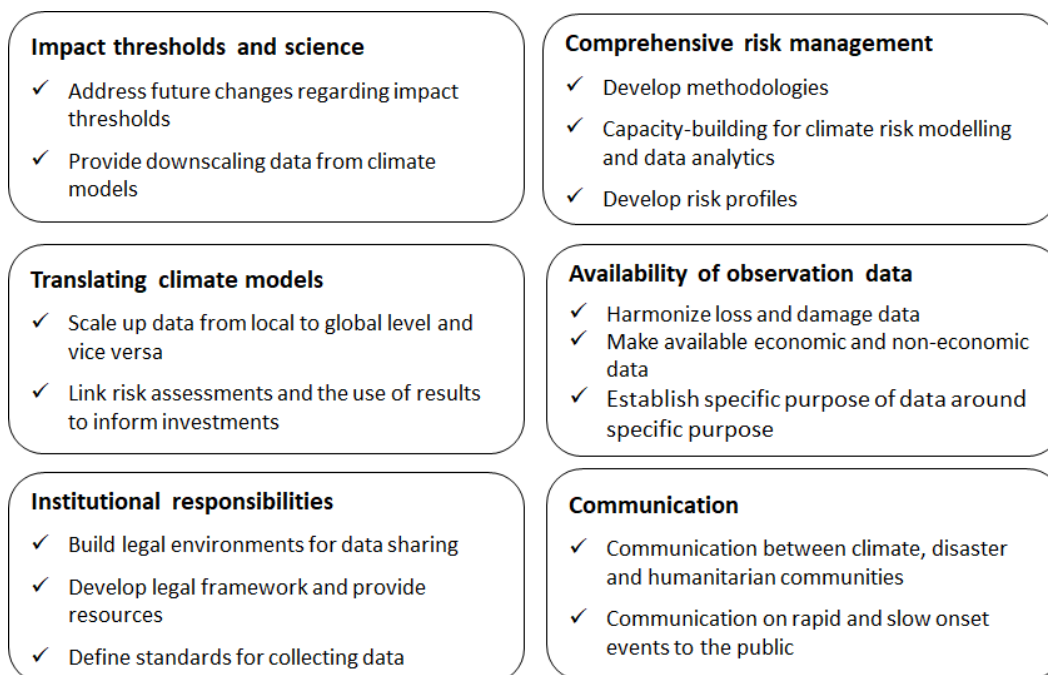 Impact thresholds and science
✓ Address future changes regarding impact
thresholds
✓ Provide downscaling data from climate
models
Comprehensive risk management
✓ Develop methodologies
✓ Capacity-building for climate risk modelling
and data analytics
✓ Develop risk profiles
Translating climate models
✓ Scale up data from local to global level and
vice versa
✓ Link risk assessments and the use of results
to inform investments
Availability of observation data
✓ Harmonize loss and damage data
✓ Make available economic and non-economic
data
✓ Establish specific purpose of data around
specific purpose
Institutional responsibilities
✓ Build legal environments for data sharing
✓ Develop legal framework and provide
resources
✓ Define standards for collecting data
Communication
✓ Communication between climate, disaster
and humanitarian communities
✓ Communication on rapid and slow onset
events to the public